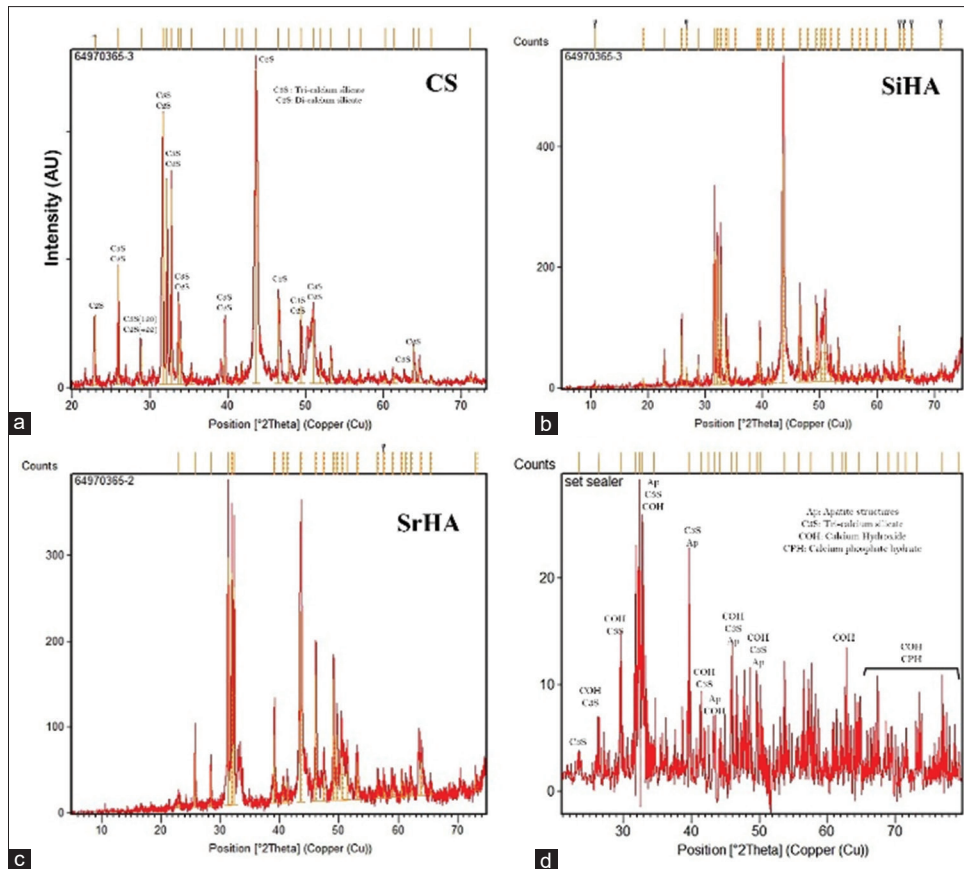 64970365-3
CS
C2S
C3S: Tri-calcium silicate
C2S: Di-calcium silicate
C3S
C2S
C3S
C2S
C3S
C2S
C2S
C3S
C2S
C3S
C2S
C3S
C2S
C2S
C3S
C2S
C3S
C2S
C2S
C3S
Intensity (AU)
0
20 30 40 50 60 70
Position [°2Theta] (Copper (Cu))
a
Counts
64970365-3
SiHA
400
200
0
10 20 30 40 50 60 70
Position [°2Theta] (Copper (Cu))
b
Counts
64970365-2
SrHA
300
200
100
0
10 20 30 40 50 60 70
Position [°2Theta] (Copper (Cu))
c
Counts
set sealer
Ap
C3S
COH
Ap: Apatite structures
C3S: Tri-calcium silicate
COH: Calcium Hydroxide
CPH: Calcium phosphate hydrate
C3S
Ap
COH
C3S
COH
C3S
Ap
COH
C3S
Ap
COH
COH
CPH
COH
C3S
COH
C3S
Ap
COH
C3S
20
10
0
30 40 50 60 70
Position [°2Theta] (Copper (Cu))
d